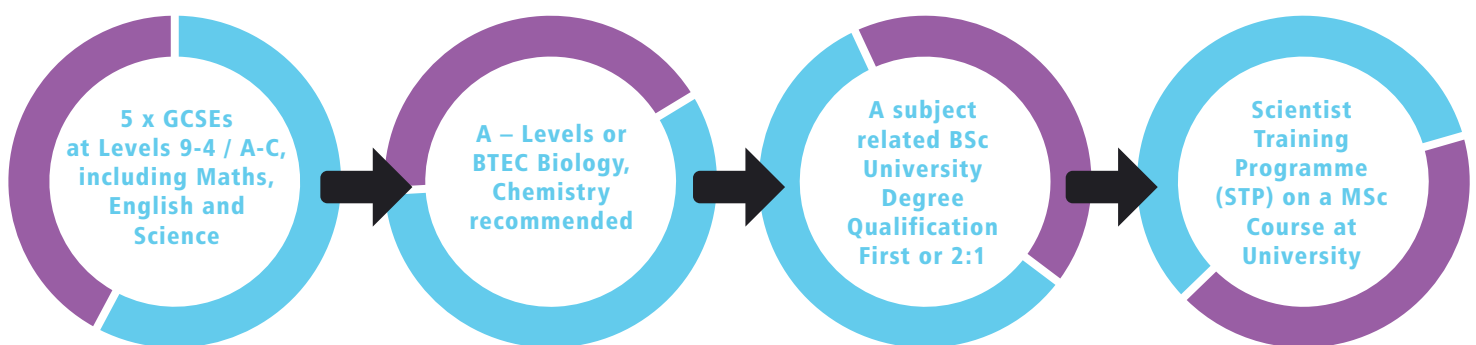 5 x GCSEs
at Levels 9-4 / A-C,
including Maths,
English and
Science
A – Levels or
BTEC Biology,
Chemistry
recommended
A subject
related BSc
University
Degree
Qualification
First or 2:1
Scientist
Training
Programme
(STP) on a MSc
Course at
University